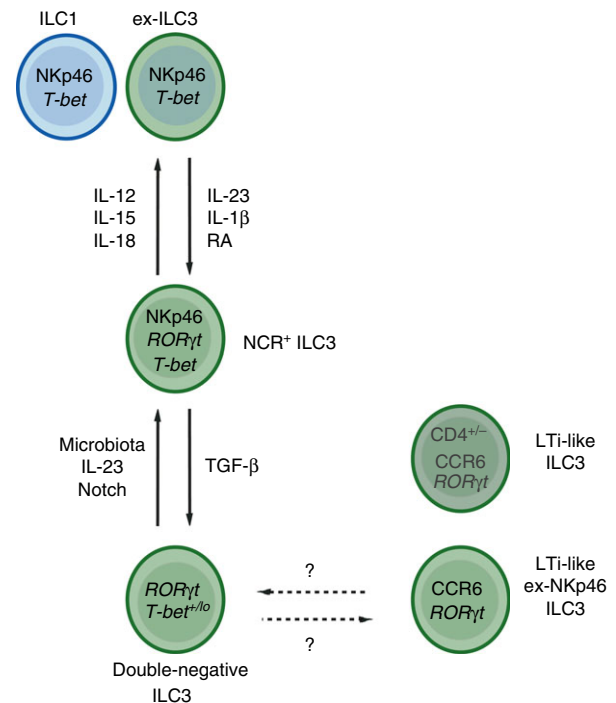 ILC1
ex-ILC3
NKp46
T-bet
NKp46
T-bet
IL-12
IL-15
IL-18
IL-23
IL-1β
RA
NKp46
RORγt
T-bet
NCR⁺ ILC3
Microbiota
IL-23
Notch
TGF-β
CD4⁺/⁻
CCR6
RORγt
LTi-like
ILC3
RORγt
T-bet⁺/ˡᵒ
Double-negative
ILC3
?
?
CCR6
RORγt
LTi-like
ex-NKp46
ILC3